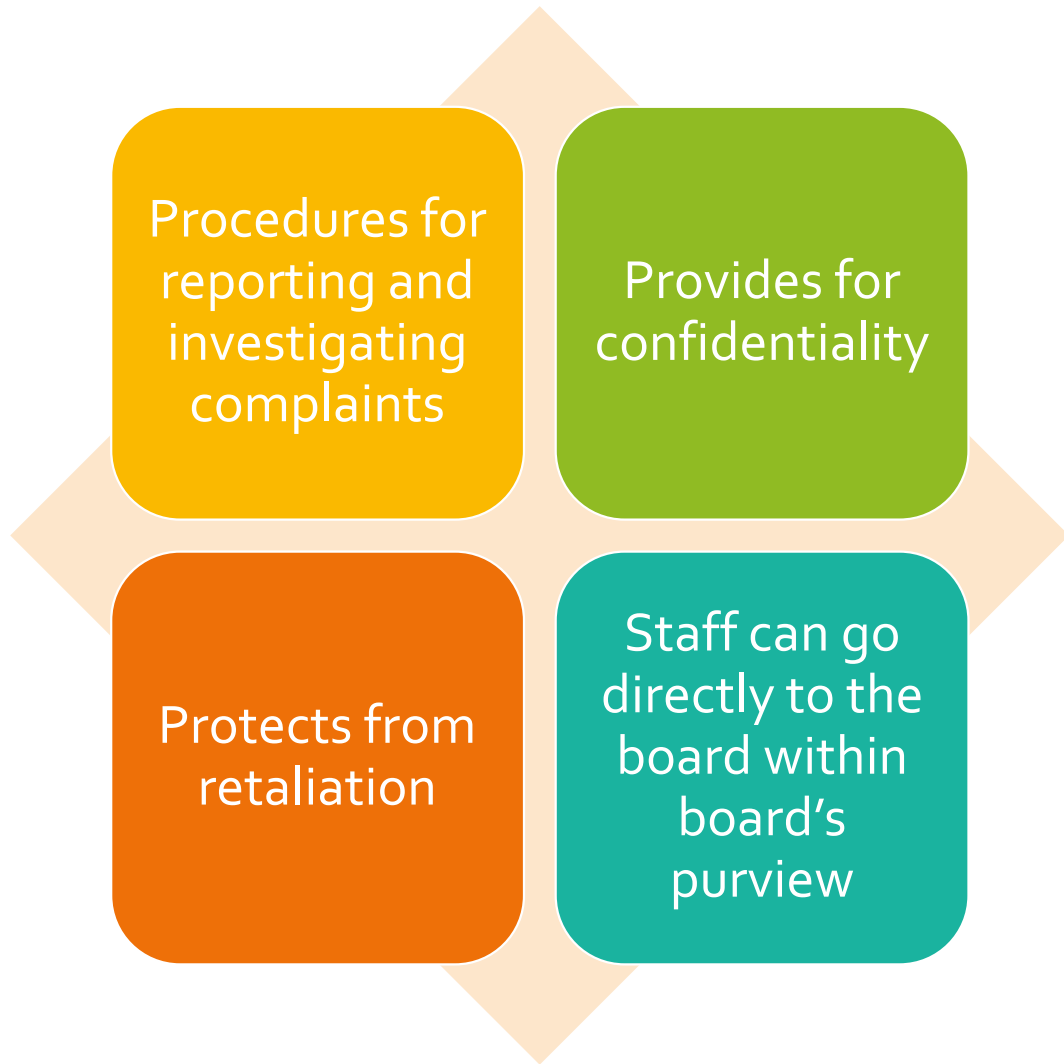 Procedures for
reporting and
investigating
complaints
Provides for
confidentiality
Protects from
retaliation
Staff can go
directly to the
board within
board’s
purview